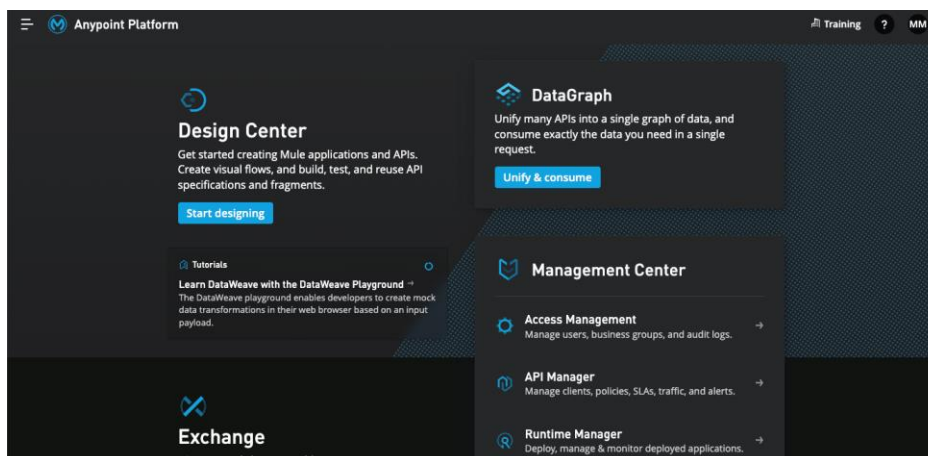 Anypoint Platform
Training
?
MM
Design Center
Get started creating Mule applications and APIs.
Create visual flows, and build, test, and reuse API
specifications and fragments.
Start designing
Tutorials
Learn DataWeave with the DataWeave Playground →
The DataWeave playground enables developers to create mock
data transformations in their web browser based on an input
payload.
Exchange
DataGraph
Unify many APIs into a single graph of data, and
consume exactly the data you need in a single
request.
Unify & consume
Management Center
Access Management
Manage users, business groups, and audit logs.
API Manager
Manage clients, policies, SLAs, traffic, and alerts.
Runtime Manager
Deploy, manage & monitor deployed applications.